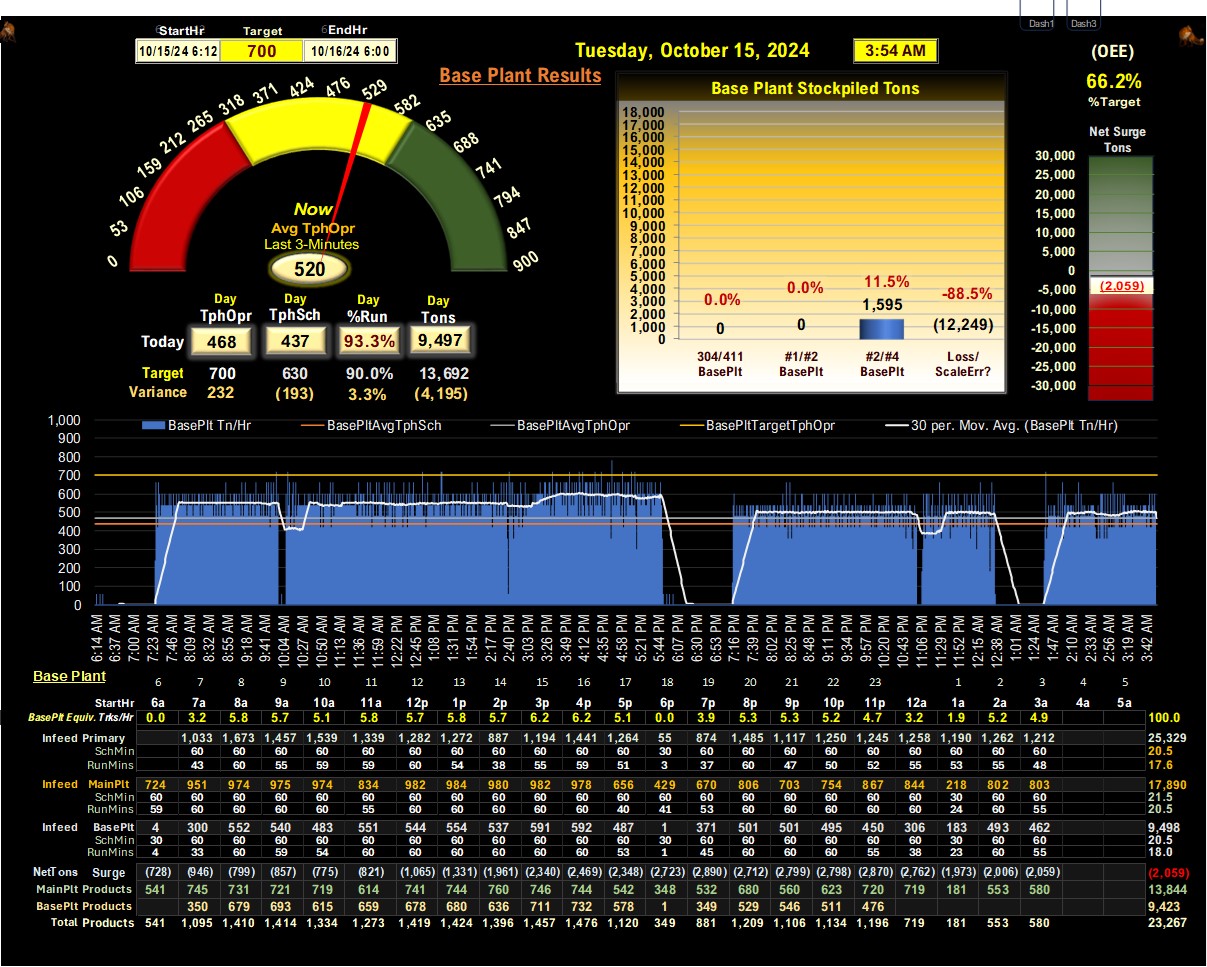 Dash1 Dash3
StartHr Target EndHr
10/15/24 6:12 700 10/16/24 6:00
Tuesday, October 15, 2024 3:54 AM
(OEE)
66.2%
%Target
Base Plant Results
Base Plant Stockpiled Tons
18,000
17,000
16,000
15,000
14,000
13,000
12,000
11,000
10,000
9,000
8,000
7,000
6,000
5,000
4,000
3,000
2,000
1,000
0
0.0% 0.0% 11.5% -88.5%
0 0 1,595 (12,249)
304/411 #1/#2 #2/#4 Loss/
BasePlt BasePlt BasePlt ScaleErr?
Net Surge
Tons
30,000
25,000
20,000
15,000
10,000
5,000
0
-5,000
-10,000
-15,000
-20,000
-25,000
-30,000
(2,059)
0 53 106 159 212 265 318 371 424 476 529 582 635 688 741 794 847 900
Now
Avg TphOpr
Last 3-Minutes
520
Day Day Day Day
TphOpr TphSch %Run Tons
Today 468 437 93.3% 9,497
Target 700 630 90.0% 13,692
Variance 232 (193) 3.3% (4,195)
BasePlt Tn/Hr BasePltAvgTphSch BasePltAvgTphOpr BasePltTargetTphOpr 30 per. Mov. Avg. (BasePlt Tn/Hr)
1,000
900
800
700
600
500
400
300
200
100
0
6:14 AM 6:37 AM 7:00 AM 7:23 AM 7:46 AM 8:09 AM 8:32 AM 8:55 AM 9:18 AM 9:41 AM 10:04 AM 10:27 AM 10:50 AM 11:13 AM 11:36 AM 11:59 AM 12:22 PM 12:45 PM 1:08 PM 1:31 PM 1:54 PM 2:17 PM 2:40 PM 3:03 PM 3:26 PM 3:49 PM 4:12 PM 4:35 PM 4:58 PM 5:21 PM 5:44 PM 6:07 PM 6:30 PM 6:53 PM 7:16 PM 7:39 PM 8:02 PM 8:25 PM 8:48 PM 9:11 PM 9:34 PM 9:57 PM 10:20 PM 10:43 PM 11:06 PM 11:29 PM 11:52 PM 12:15 AM 12:38 AM 1:01 AM 1:24 AM 1:47 AM 2:10 AM 2:33 AM 2:56 AM 3:19 AM 3:42 AM
Base Plant 6 7 8 9 10 11 12 13 14 15 16 17 18 19 20 21 22 23 1 2 3 4 5
StartHr 6a 7a 8a 9a 10a 11a 12p 1p 2p 3p 4p 5p 6p 7p 8p 9p 10p 11p 12a 1a 2a 3a 4a 5a
BasePlt Equiv. Trks/Hr 0.0 3.2 5.8 5.7 5.1 5.8 5.7 5.8 5.7 6.2 6.2 5.1 0.0 3.9 5.3 5.3 5.2 4.7 3.2 1.9 5.2 4.9 100.0
Infeed Primary 1,033 1,673 1,457 1,539 1,339 1,282 1,272 887 1,194 1,441 1,264 55 874 1,485 1,117 1,250 1,245 1,258 1,190 1,262 1,212 25,329
SchMin 60 60 60 60 60 60 60 60 60 60 60 30 60 60 60 60 60 60 60 60 60 20.5
RunMins 43 60 55 59 59 60 54 38 55 59 51 3 37 60 47 50 52 55 53 55 48 17.6
Infeed MainPlt 724 951 974 975 974 834 982 984 980 982 978 656 429 670 806 703 754 867 844 218 802 803 17,890
SchMin 60 60 60 60 60 60 60 60 60 60 60 60 60 60 60 60 60 60 60 30 60 60 21.5
RunMins 59 60 60 60 60 55 60 60 60 60 60 40 41 53 60 60 60 60 60 24 60 55 20.5
Infeed BasePlt 4 300 552 540 483 551 544 554 537 591 592 487 1 371 501 501 495 450 306 183 493 462 9,498
SchMin 30 60 60 60 60 60 60 60 60 60 60 60 30 60 60 60 60 60 60 30 60 60 20.5
RunMins 4 33 60 59 54 60 60 60 60 60 60 53 1 45 60 60 60 55 38 23 60 55 18.0
NetTons Surge (728) (946) (799) (857) (775) (821) (1,065) (1,331) (1,961) (2,340) (2,469) (2,348) (2,723) (2,890) (2,712) (2,799) (2,798) (2,870) (2,762) (1,973) (2,006) (2,059) (2,059)
MainPlt Products 541 745 731 721 719 614 741 744 760 746 744 542 348 532 680 560 623 720 719 181 553 580 13,844
BasePlt Products 350 679 693 615 659 678 680 636 711 732 578 1 349 529 546 511 476 9,423
Total Products 541 1,095 1,410 1,414 1,334 1,273 1,419 1,424 1,396 1,457 1,476 1,120 349 881 1,209 1,106 1,134 1,196 719 181 553 580 23,267